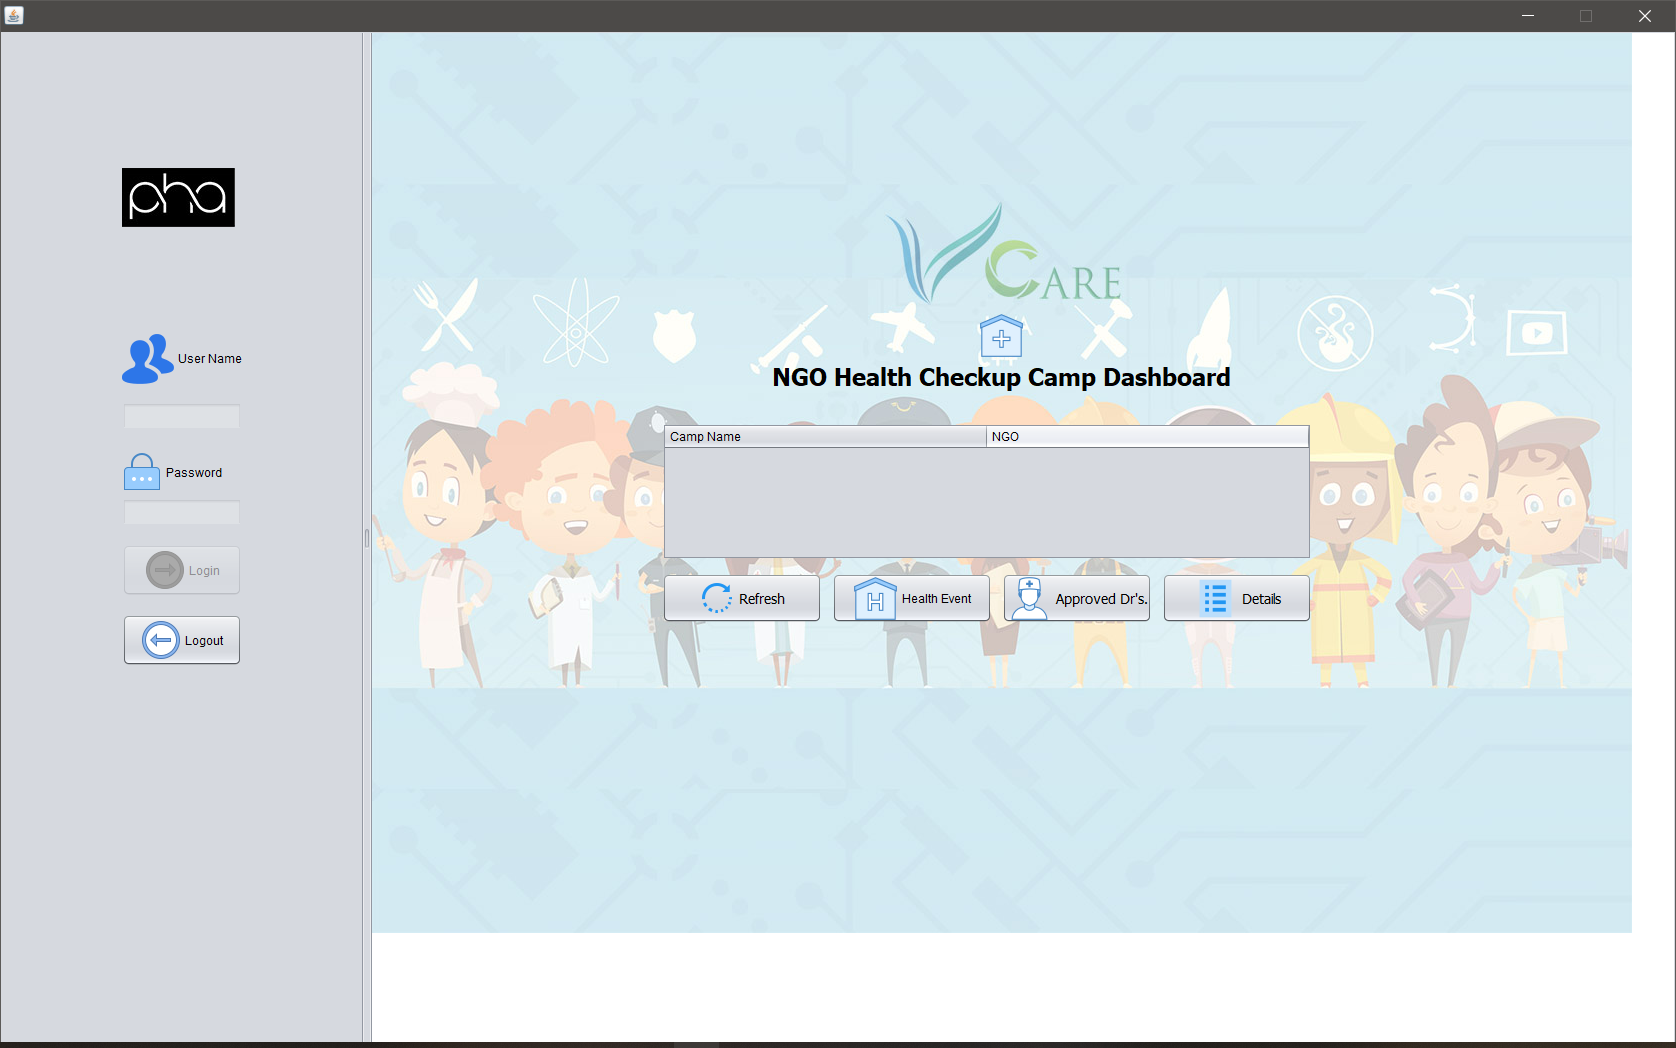 pha
User Name
Password
Login
Logout
V CARE
NGO Health Checkup Camp Dashboard
Camp Name NGO
Refresh H Health Event Approved Dr's. Details